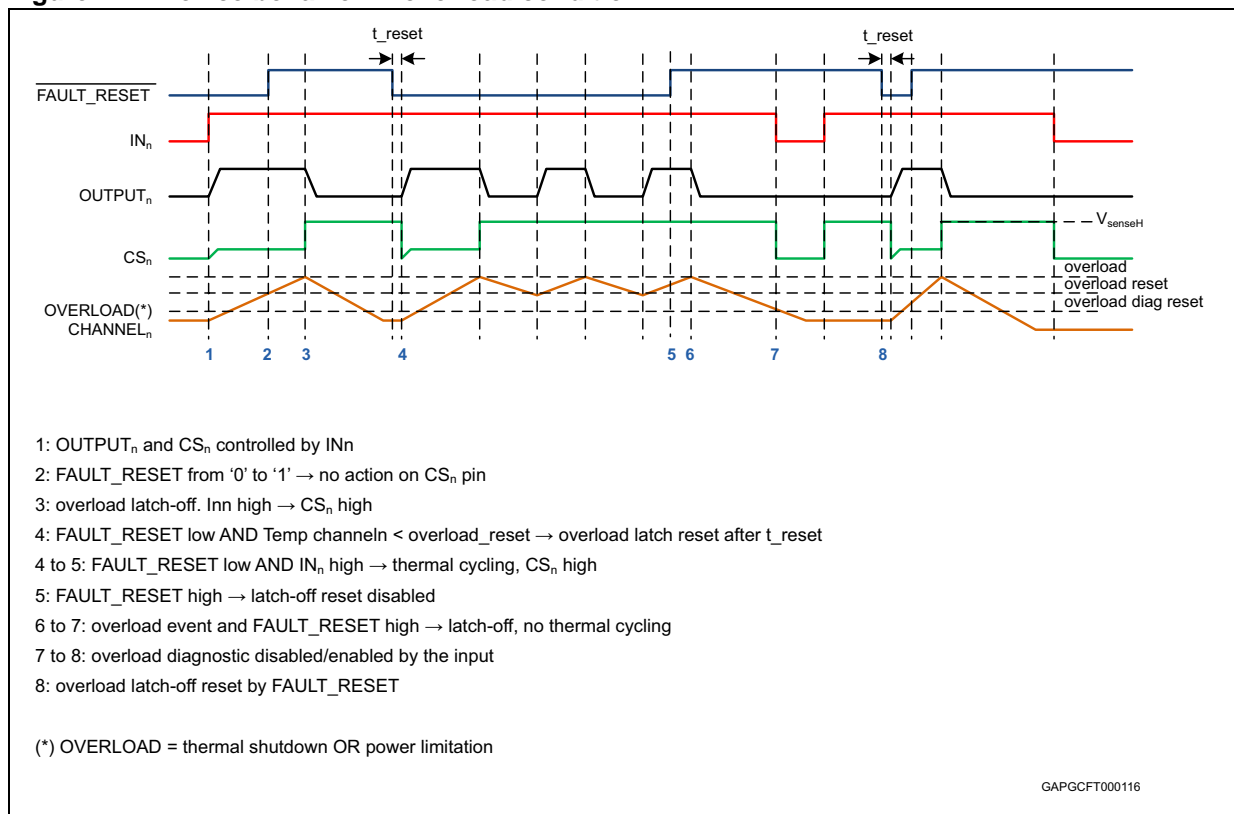 t_reset t_reset
FAULT_RESET
INn
OUTPUTn
VsenseH
CSn
overload
overload reset
overload diag reset
OVERLOAD(*)
CHANNELn
1 2 3 4 5 6 7 8
1: OUTPUTn and CSn controlled by INn
2: FAULT_RESET from ‘0’ to ‘1’ → no action on CSn pin
3: overload latch-off. Inn high → CSn high
4: FAULT_RESET low AND Temp channeln < overload_reset → overload latch reset after t_reset
4 to 5: FAULT_RESET low AND INn high → thermal cycling, CSn high
5: FAULT_RESET high → latch-off reset disabled
6 to 7: overload event and FAULT_RESET high → latch-off, no thermal cycling
7 to 8: overload diagnostic disabled/enabled by the input
8: overload latch-off reset by FAULT_RESET
(*) OVERLOAD = thermal shutdown OR power limitation
GAPGCFT000116